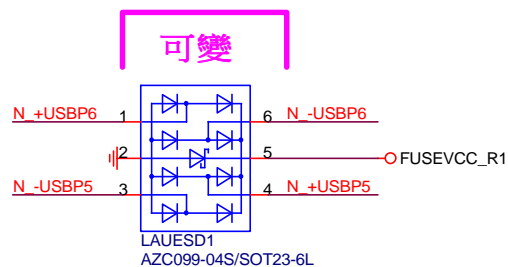 可變
N_+USBP6 1 6 N_-USBP6
2 5 FUSEVCC_R1
N_-USBP5 3 4 N_+USBP5
LAUESD1
AZC099-04S/SOT23-6L